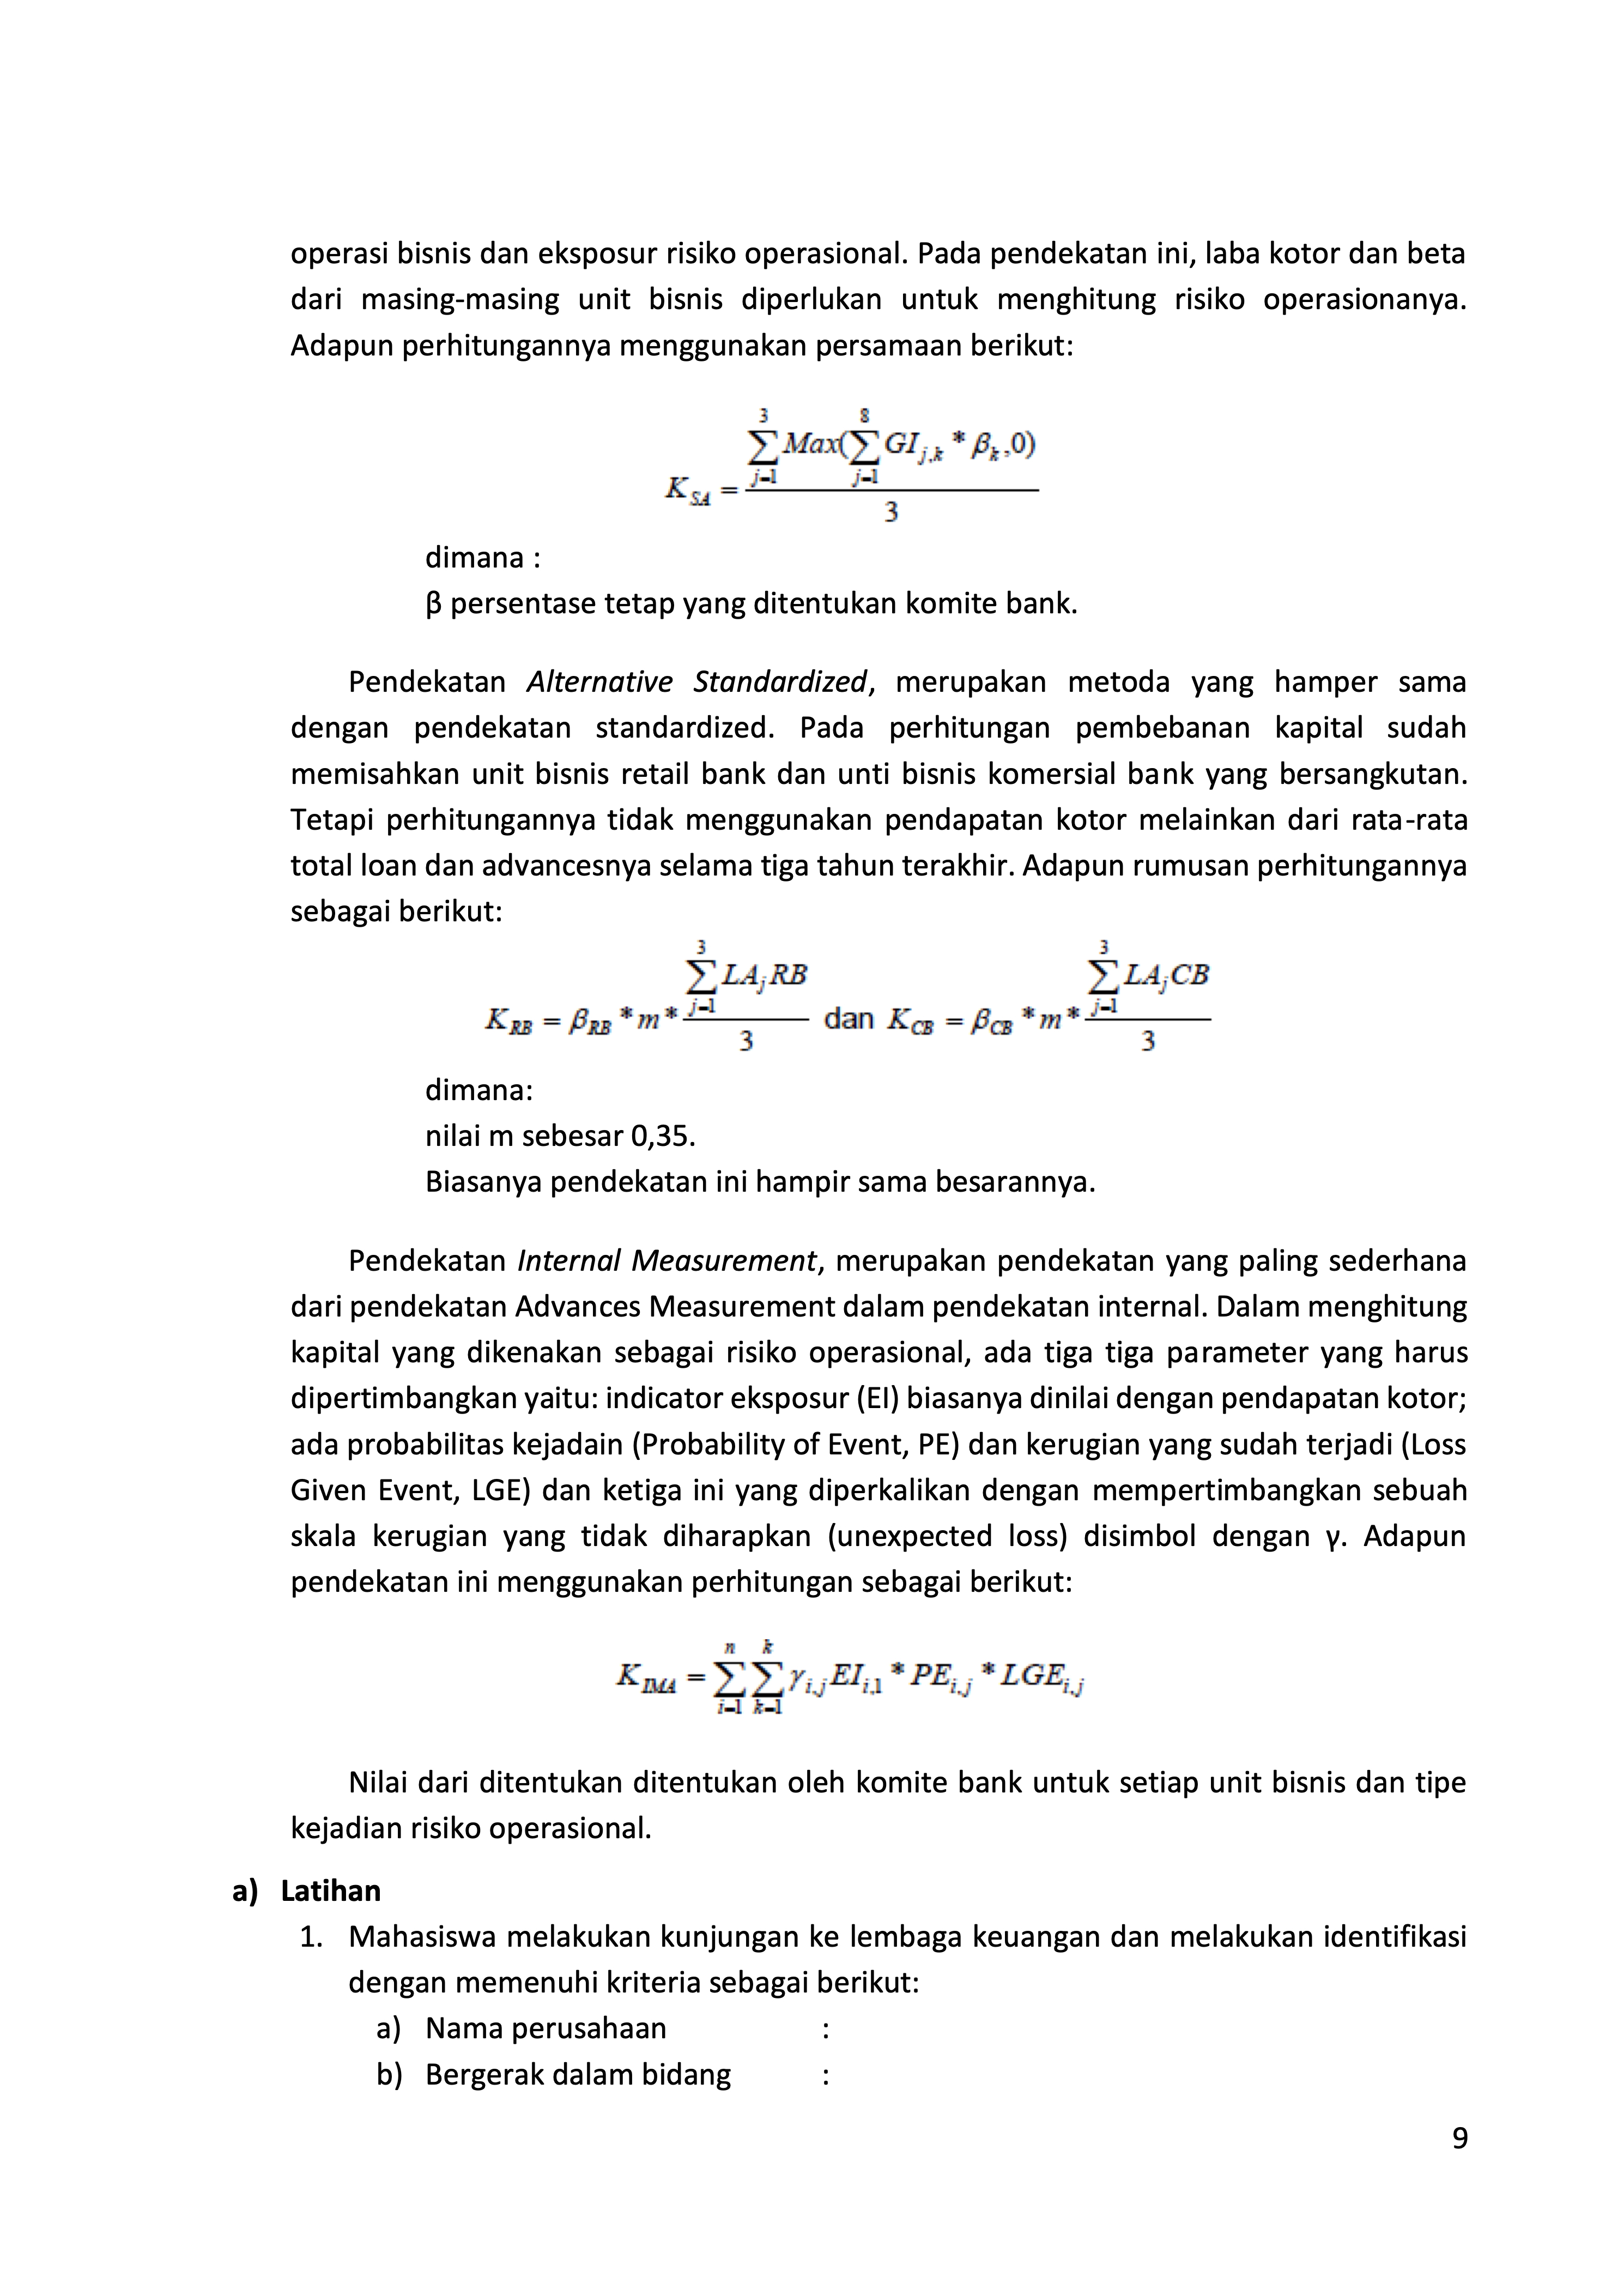 operasi bisnis dan eksposur risiko operasional. Pada pendekatan ini, laba kotor dan beta
dari masing-masing unit bisnis diperlukan untuk menghitung risiko operasionanya.
Adapun perhitungannya menggunakan persamaan berikut:
K_{SA} = \frac{\sum_{j=1}^{3} Max(\sum_{j=1}^{8} GI_{j,k} * β_k, 0)}{3}
dimana :
β persentase tetap yang ditentukan komite bank.
Pendekatan Alternative Standardized, merupakan metoda yang hamper sama
dengan pendekatan standardized. Pada perhitungan pembebanan kapital sudah
memisahkan unit bisnis retail bank dan unti bisnis komersial bank yang bersangkutan.
Tetapi perhitungannya tidak menggunakan pendapatan kotor melainkan dari rata-rata
total loan dan advancesnya selama tiga tahun terakhir. Adapun rumusan perhitungannya
sebagai berikut:
K_{RB} = β_{RB} * m * \frac{\sum_{j=1}^{3} LA_j RB}{3} dan K_{CB} = β_{CB} * m * \frac{\sum_{j=1}^{3} LA_j CB}{3}
dimana:
nilai m sebesar 0,35.
Biasanya pendekatan ini hampir sama besarannya.
Pendekatan Internal Measurement, merupakan pendekatan yang paling sederhana
dari pendekatan Advances Measurement dalam pendekatan internal. Dalam menghitung
kapital yang dikenakan sebagai risiko operasional, ada tiga tiga parameter yang harus
dipertimbangkan yaitu: indicator eksposur (EI) biasanya dinilai dengan pendapatan kotor;
ada probabilitas kejadain (Probability of Event, PE) dan kerugian yang sudah terjadi (Loss
Given Event, LGE) dan ketiga ini yang diperkalikan dengan mempertimbangkan sebuah
skala kerugian yang tidak diharapkan (unexpected loss) disimbol dengan γ. Adapun
pendekatan ini menggunakan perhitungan sebagai berikut:
K_{IMA} = \sum_{i=1}^{n} \sum_{k=1}^{k} γ_{i,j} EI_{i,1} * PE_{i,j} * LGE_{i,j}
Nilai dari ditentukan ditentukan oleh komite bank untuk setiap unit bisnis dan tipe
kejadian risiko operasional.
a) Latihan
1. Mahasiswa melakukan kunjungan ke lembaga keuangan dan melakukan identifikasi
dengan memenuhi kriteria sebagai berikut:
a) Nama perusahaan :
b) Bergerak dalam bidang :
9